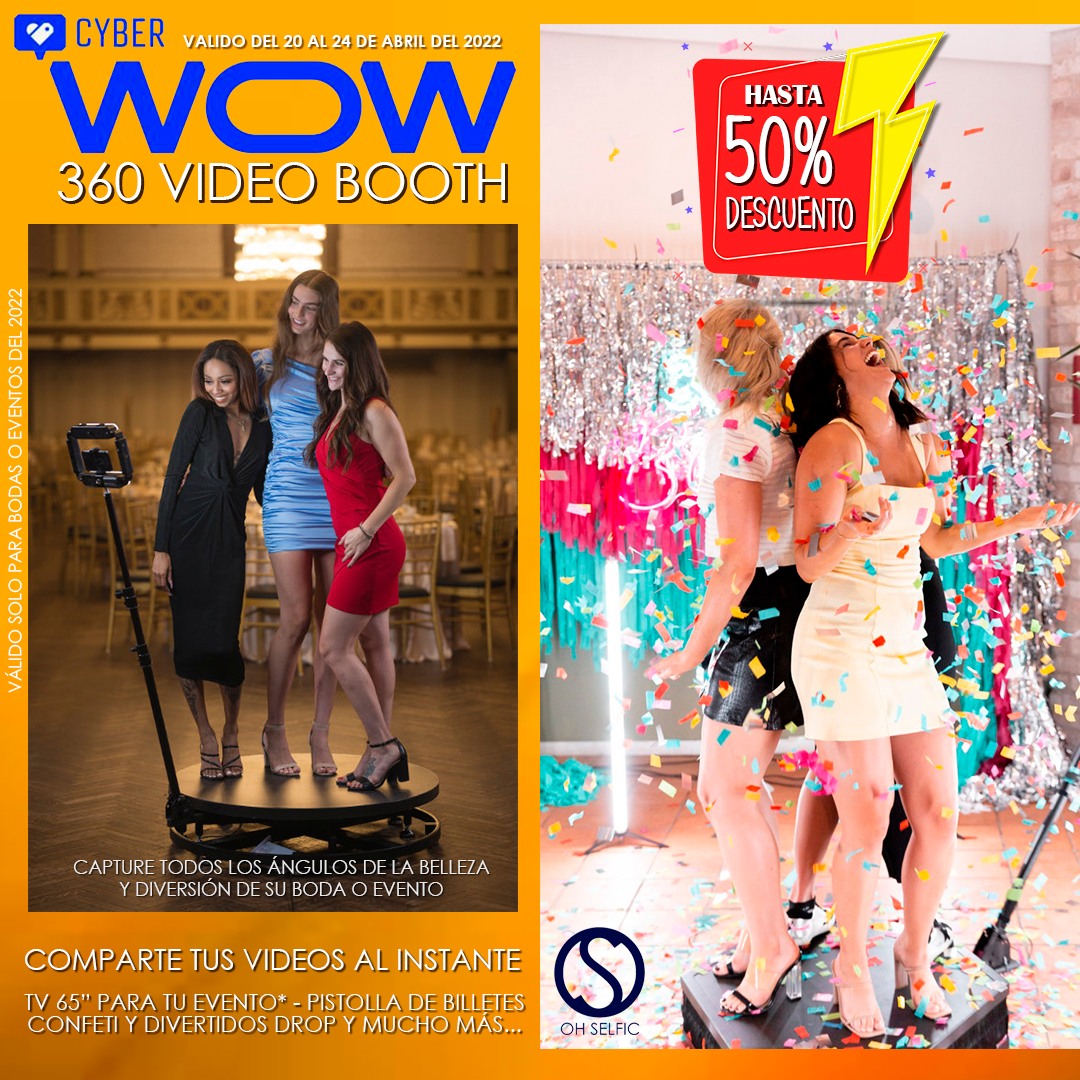 CYBER
VALIDO DEL 20 AL 24 DE ABRIL DEL 2022
WOW
360 VIDEO BOOTH
HASTA
50%
DESCUENTO
VÁLIDO SOLO PARA BODAS O EVENTOS DEL 2022
CAPTURE TODOS LOS ÁNGULOS DE LA BELLEZA
Y DIVERSIÓN DE SU BODA O EVENTO
COMPARTE TUS VIDEOS AL INSTANTE
TV 65” PARA TU EVENTO* - PISTOLLA DE BILLETES
CONFETI Y DIVERTIDOS DROP Y MUCHO MÁS...
OH SELFIC